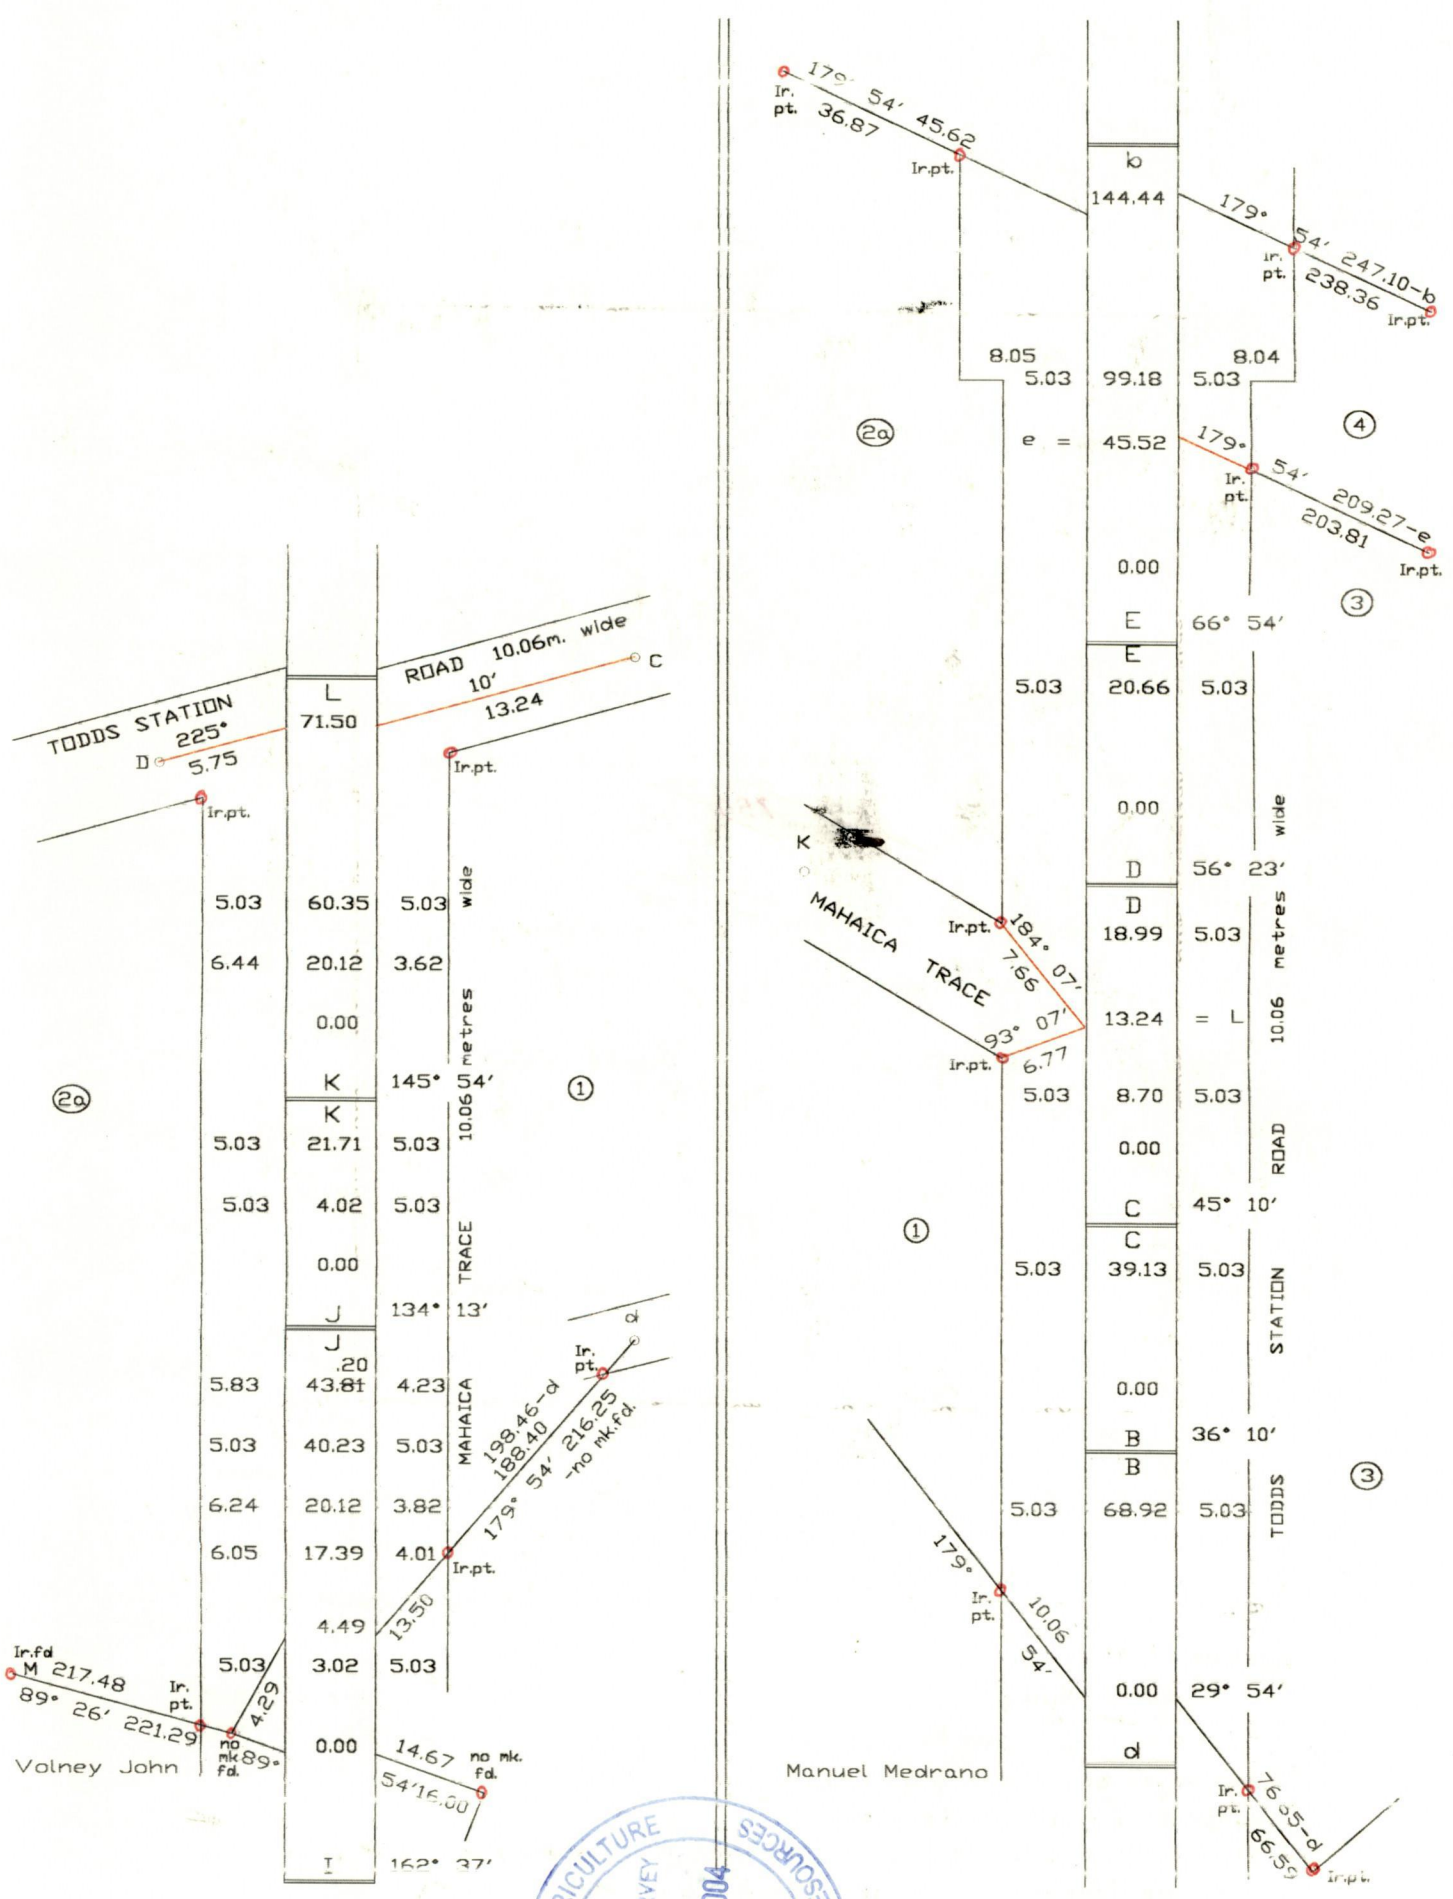 TODDS STATION ROAD 10.06m. wide
225° 10'
5.75 13.24
D C
L
71.50
Ir.pt.
Ir.pt.
5.03 60.35 5.03
6.44 20.12 3.62
0.00
K 145° 54'
K
5.03 21.71 5.03
5.03 4.02 5.03
0.00
J 134° 13'
J
.20
5.83 43.81 4.23
5.03 40.23 5.03
6.24 20.12 3.82
6.05 17.39 4.01
Ir.pt.
4.49 13.50
5.03 3.02 5.03
0.00
I 162° 37'
MAHAICA TRACE 10.06 metres wide
2a
1
d
Ir.
pt.
198.46-d
188.40
179° 54' 216.25
-no mk.fd.
Ir.fd
M 217.48
89° 26' 221.29
Ir.
pt.
4.29
no
mk
fd.
89°
14.67 no mk.
fd.
54' 16.00
Volney John
179° 54' 45.62
Ir.
pt. 36.87
Ir.pt.
b
144.44
179° 54' 247.10-b
Ir.
pt. 238.36
Ir.pt.
8.05 8.04
5.03 99.18 5.03
2a
4
e = 45.52
179° 54' 209.27-e
Ir.
pt. 203.81
Ir.pt.
0.00
3
E 66° 54'
E
5.03 20.66 5.03
0.00
K
D 56° 23'
D
MAHAICA TRACE
Ir.pt.
184° 07'
7.66
18.99 5.03
13.24 = L
93° 07'
Ir.pt. 6.77
5.03 8.70 5.03
0.00
C 45° 10'
C
1
5.03 39.13 5.03
0.00
B 36° 10'
B
3
5.03 68.92 5.03
179° 54'
Ir.
pt.
10.06
0.00 29° 54'
d
TODDS STATION ROAD 10.06 metres wide
Manuel Medrano
Ir.
pt.
66.59
Ir.pt.
RICULTURE
SOURCES
VEY
004